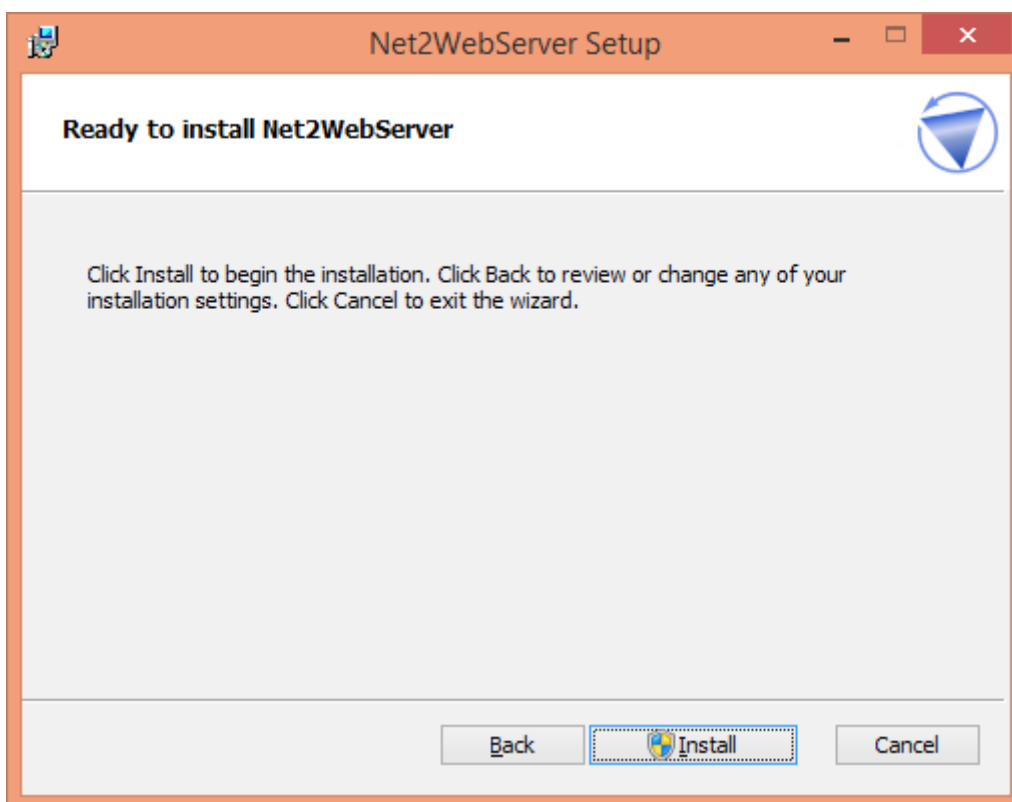 Net2WebServer Setup
Ready to install Net2WebServer
Click Install to begin the installation. Click Back to review or change any of your
installation settings. Click Cancel to exit the wizard.
Back
Install
Cancel